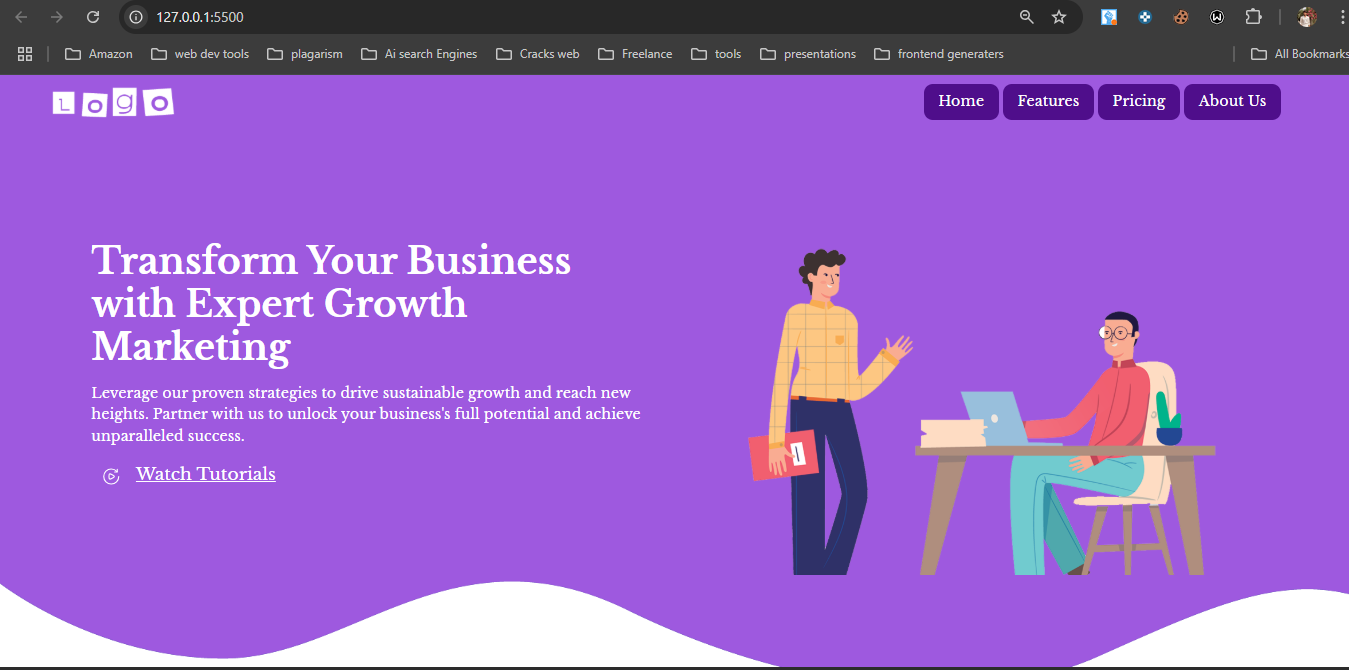 127.0.0.1:5500
Amazon web dev tools plagarism Ai search Engines Cracks web Freelance tools presentations frontend generaters All Bookmarks
LOgO Home Features Pricing About Us
Transform Your Business
with Expert Growth
Marketing
Leverage our proven strategies to drive sustainable growth and reach new
heights. Partner with us to unlock your business's full potential and achieve
unparalleled success.
Watch Tutorials